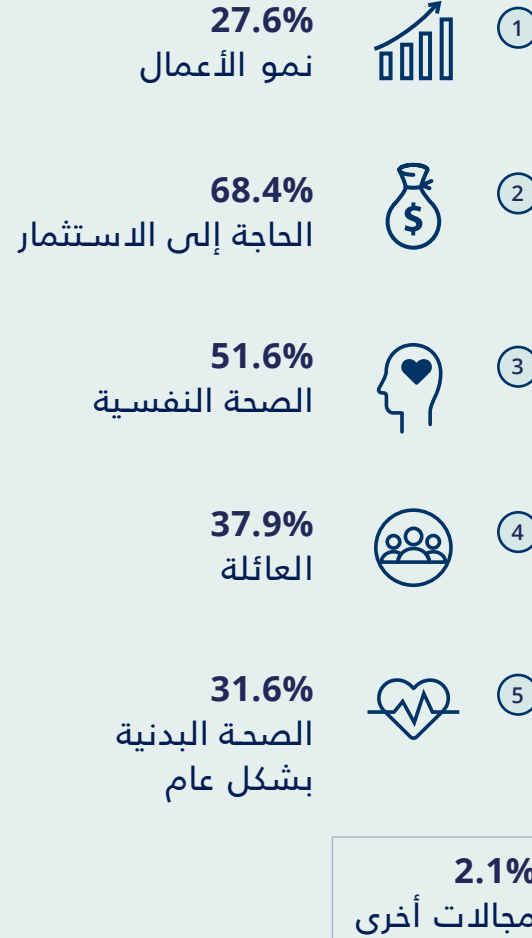 1
27.6%
نمو الأعمال
2
$
68.4%
الحاجة إلى الاستثمار
3
51.6%
الصحة النفسية
4
37.9%
العائلة
5
31.6%
الصحة البدنية
بشكل عام
2.1%
مجالات أخرى